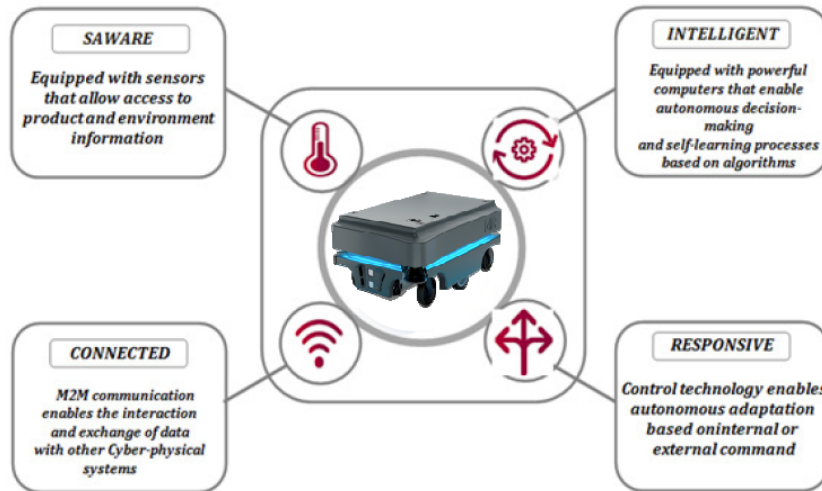 SAWARE
Equipped with sensors
that allow access to
product and environment
information
INTELLIGENT
Equipped with powerful
computers that enable
autonomous decision-
making
and self-learning processes
based on algorithms
CONNECTED
M2M communication
enables the interaction
and exchange of data
with other Cyber-physical
systems
RESPONSIVE
Control technology enables
autonomous adaptation
based oninternal or
external command